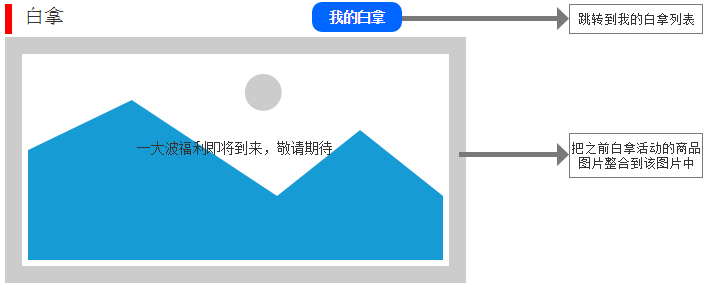 白拿
我的白拿
跳转到我的白拿列表
一大波福利即将到来，敬请期待
把之前白拿活动的商品
图片整合到该图片中